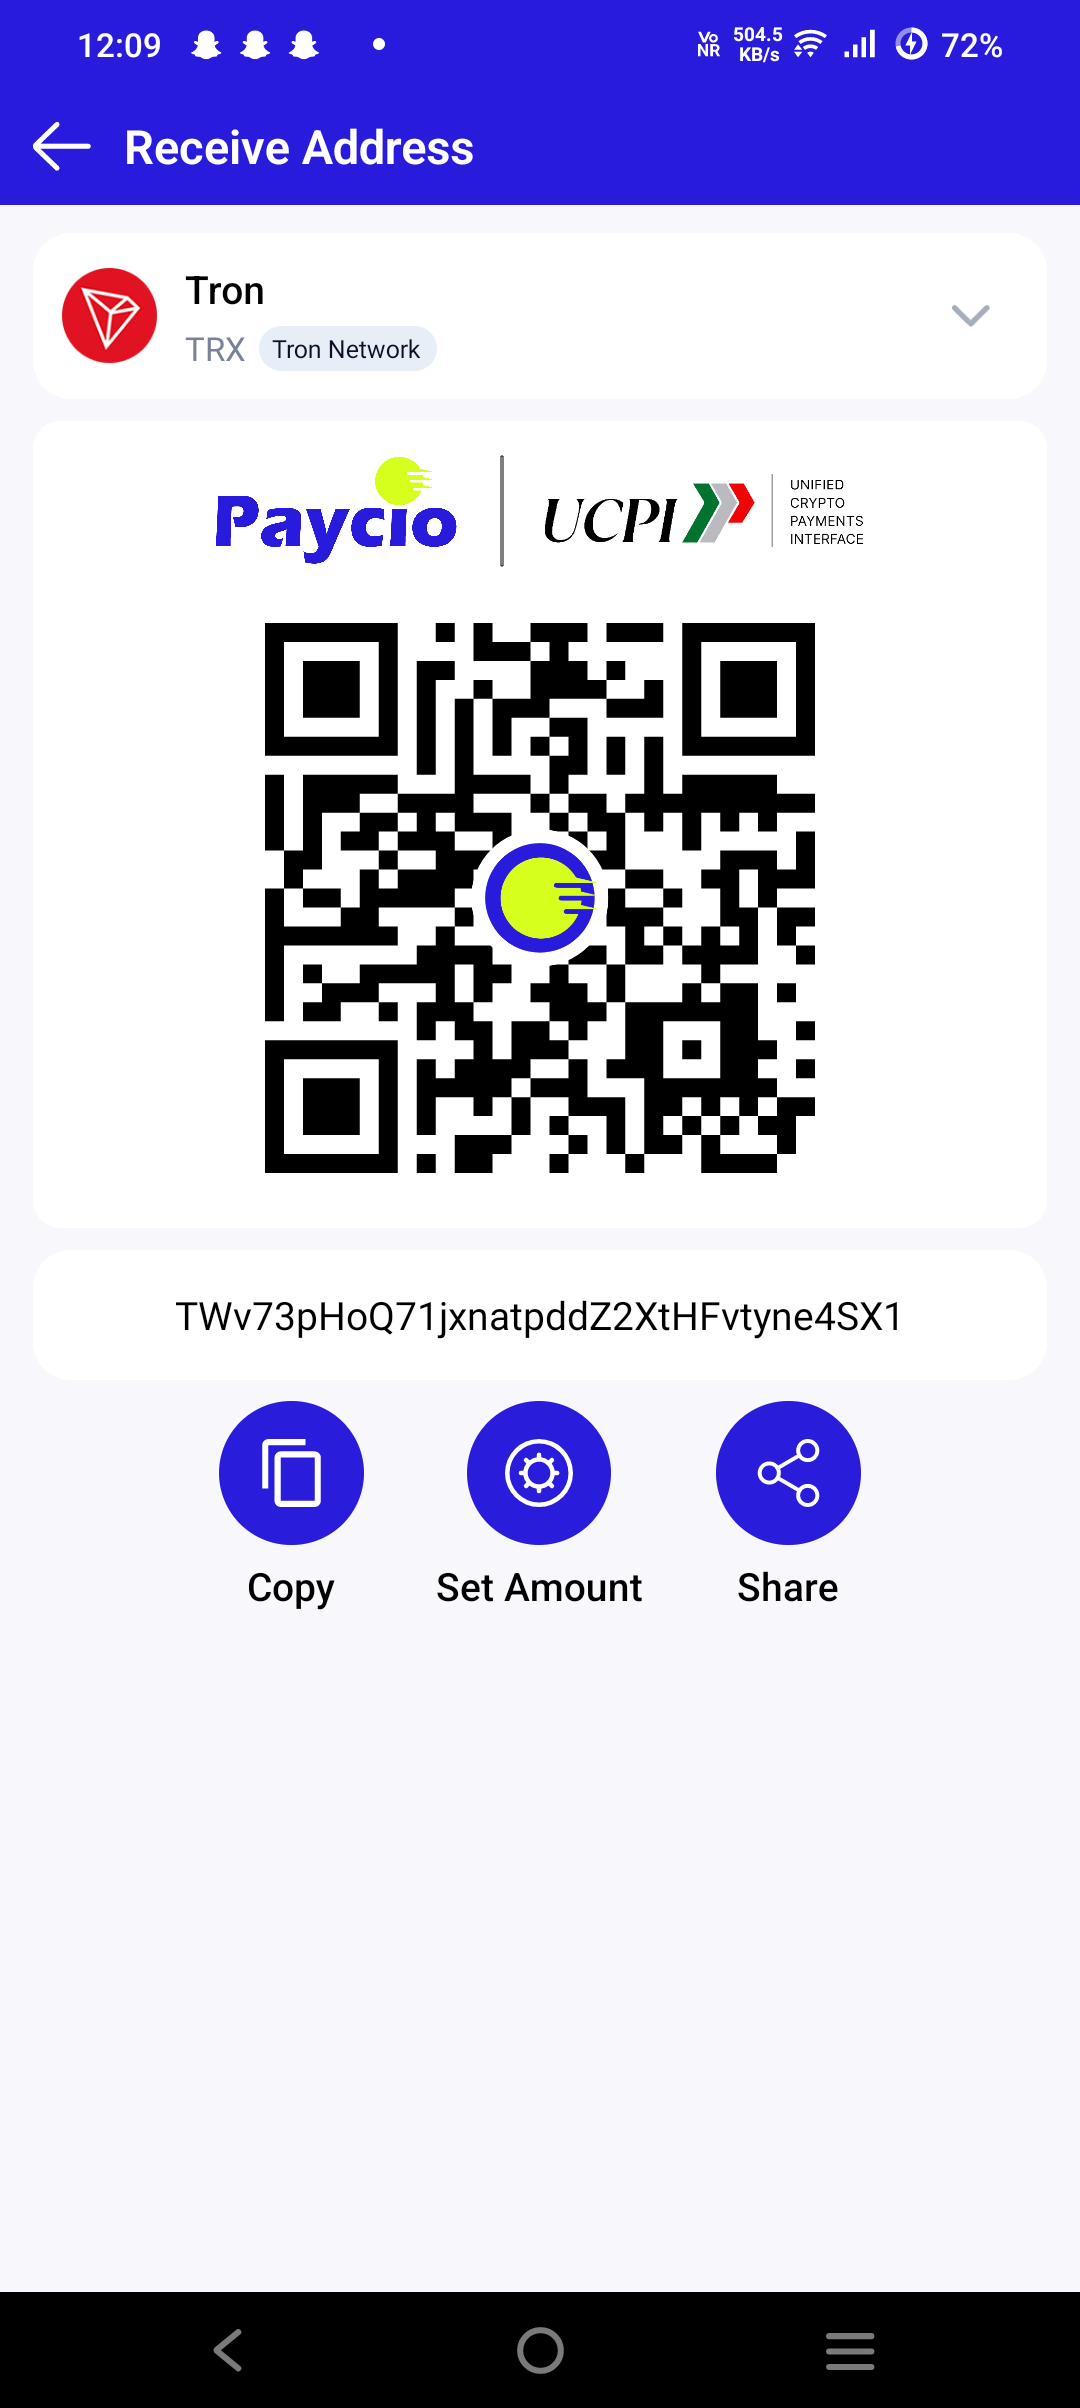 12:09
Vo NR 504.5 KB/s 72%
Receive Address
Tron
TRX Tron Network
Paycio
UCPI
UNIFIED
CRYPTO
PAYMENTS
INTERFACE
TWv73pHoQ71jxnatpddZ2XtHFvtyne4SX1
Copy Set Amount Share